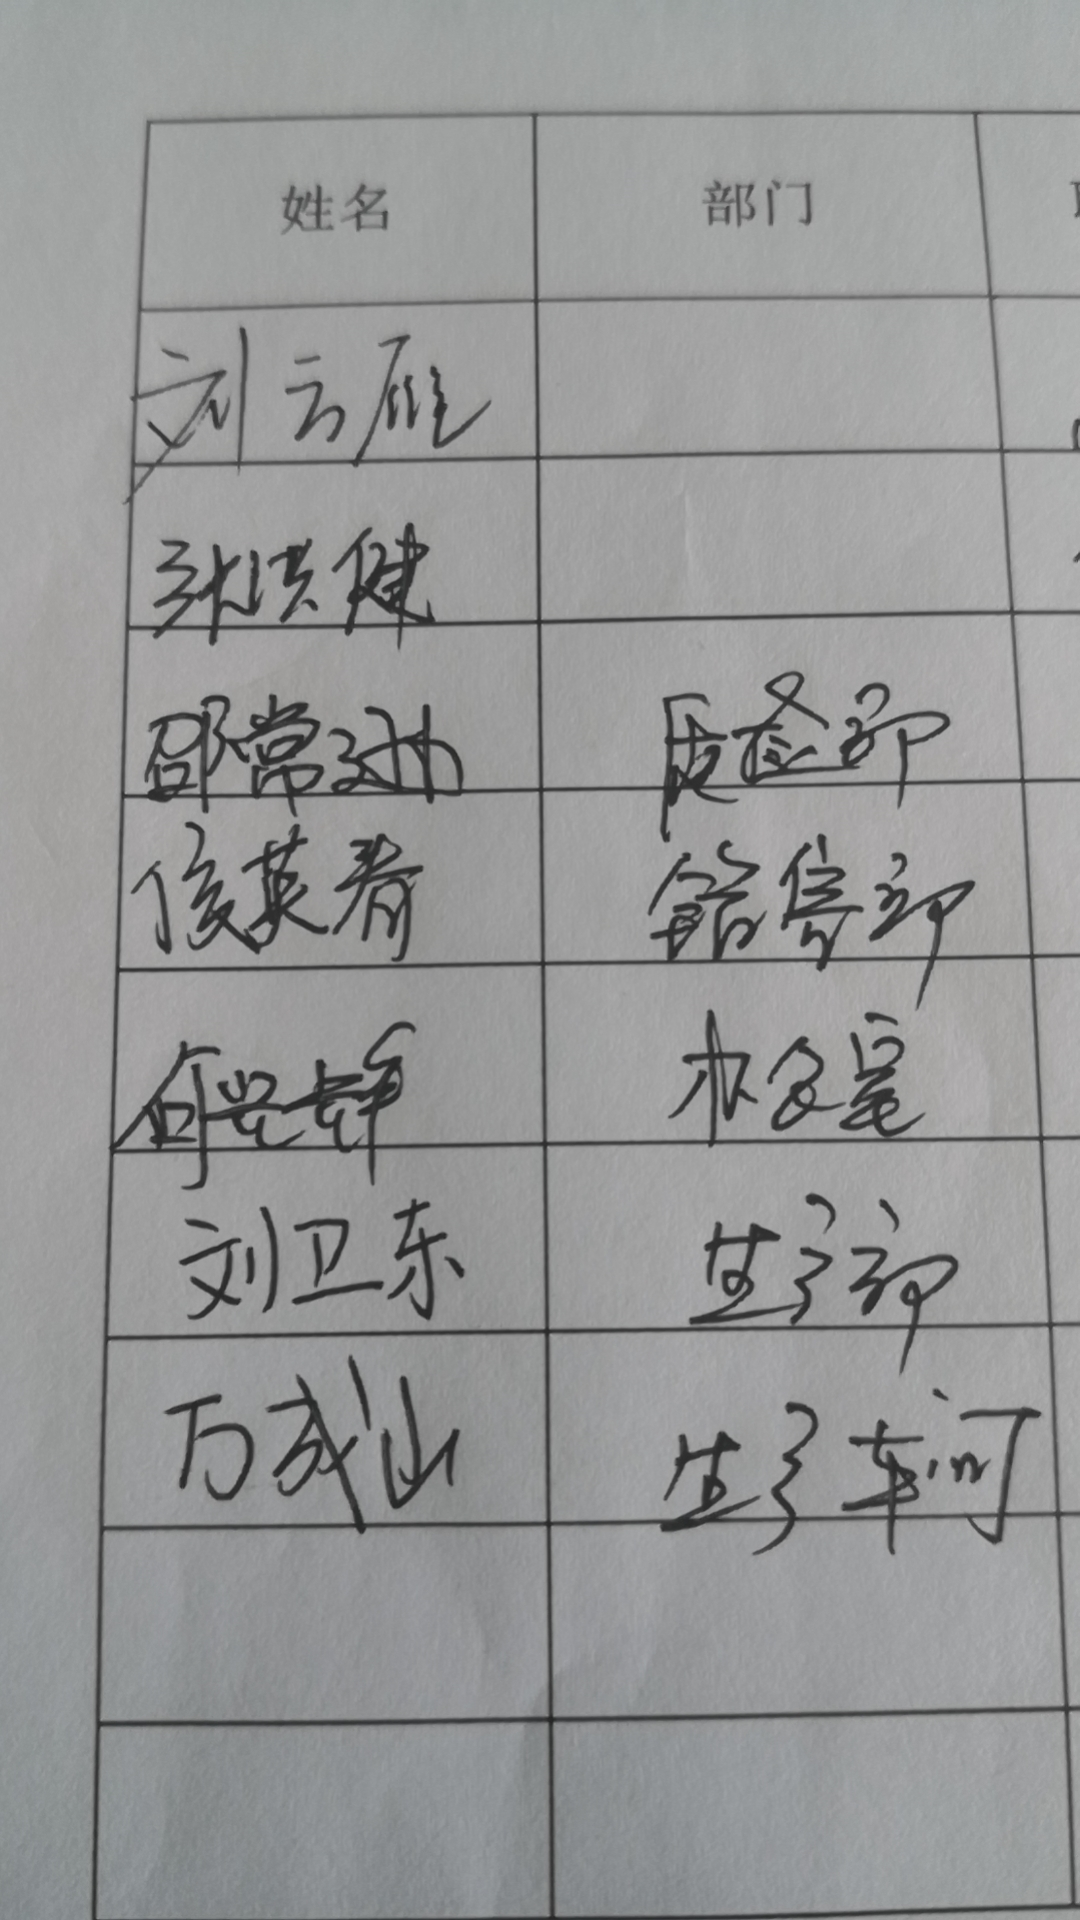 姓名 部门
刘云雁
张洪健
邵常 质检部
侯英春 销售部
何 办公室
刘卫东 生产部
万成山 生产车间